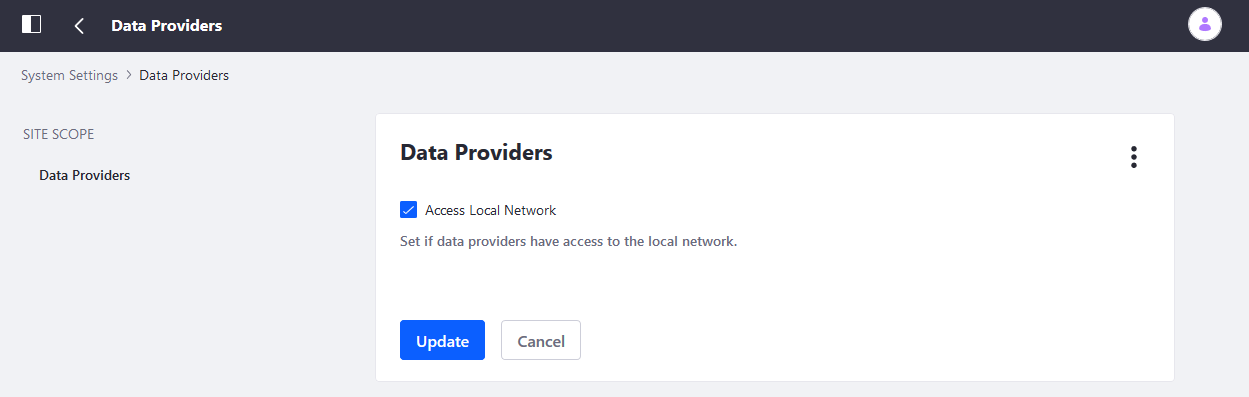 Data Providers
System Settings > Data Providers
SITE SCOPE
Data Providers
Data Providers
Access Local Network
Set if data providers have access to the local network.
Update
Cancel